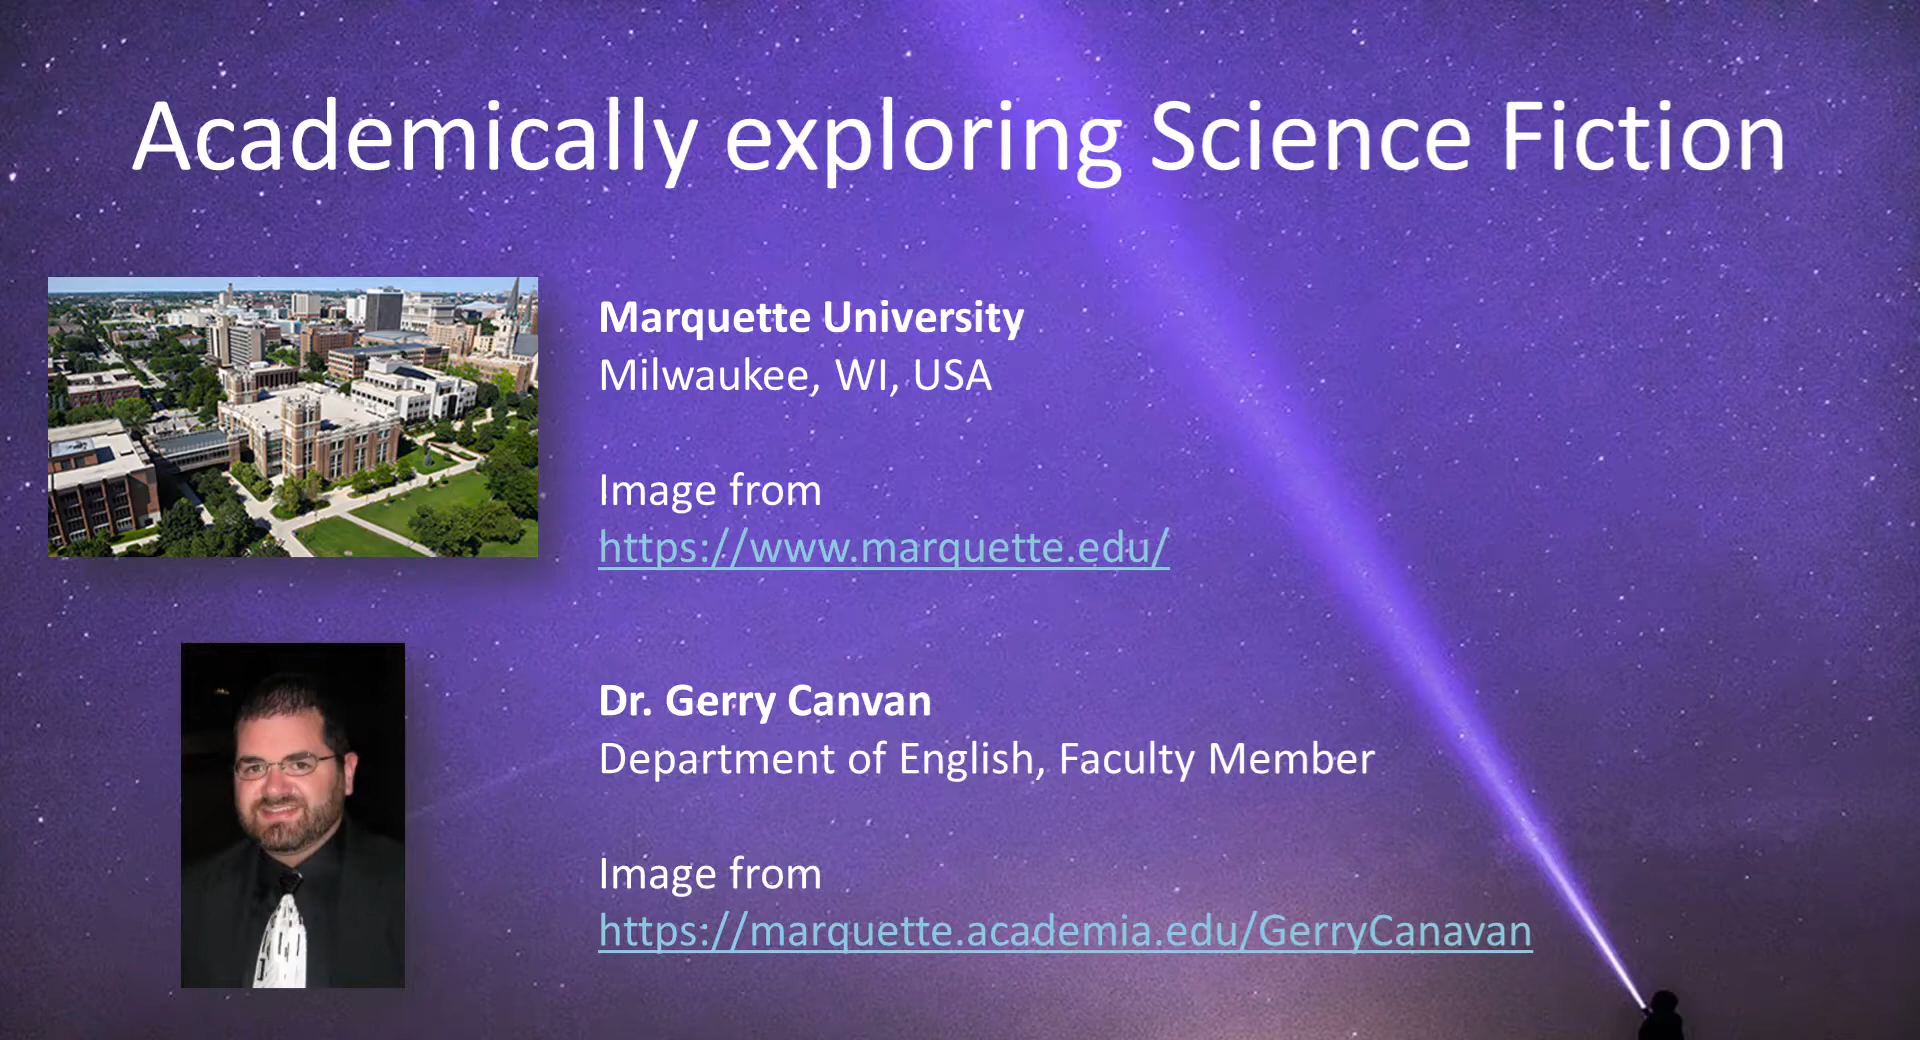 Academically exploring Science Fiction
Marquette University
Milwaukee, WI, USA
Image from
https://www.marquette.edu/
Dr. Gerry Canvan
Department of English, Faculty Member
Image from
https://marquette.academia.edu/GerryCanavan